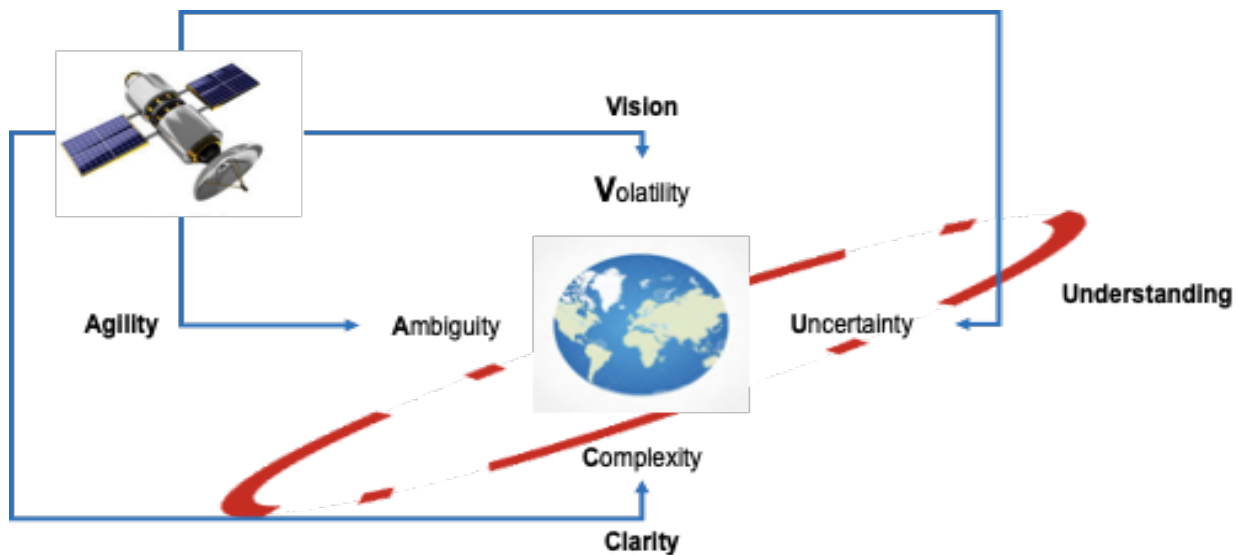 Vision
Volatility
Understanding
Agility
Ambiguity
Uncertainty
Complexity
Clarity